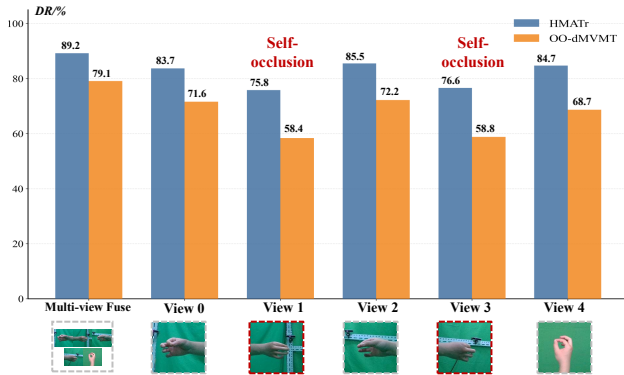 DR/%
HMATr
OO-dMVMT
100
80
60
40
20
0
89.2
79.1
83.7
71.6
Self-
occlusion
75.8
58.4
85.5
72.2
Self-
occlusion
76.6
58.8
84.7
68.7
Multi-view Fuse
View 0
View 1
View 2
View 3
View 4